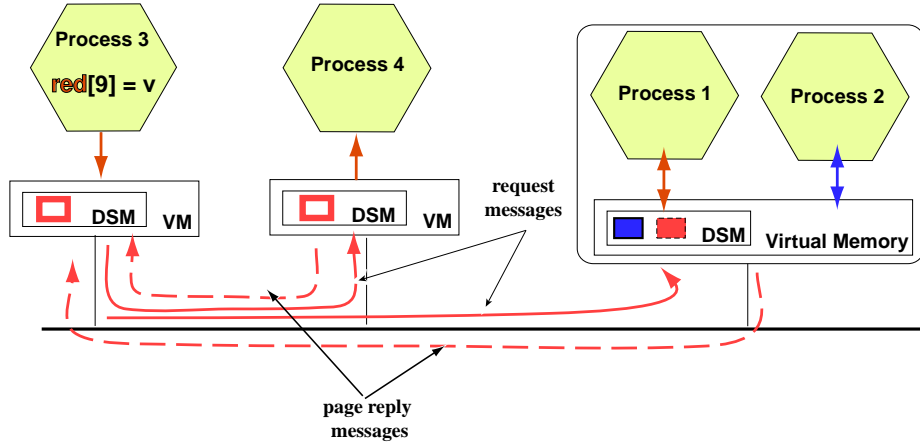 Process 3
red[9] = v
Process 4
Process 1
Process 2
DSM
VM
DSM
VM
request
messages
DSM
Virtual Memory
page reply
messages